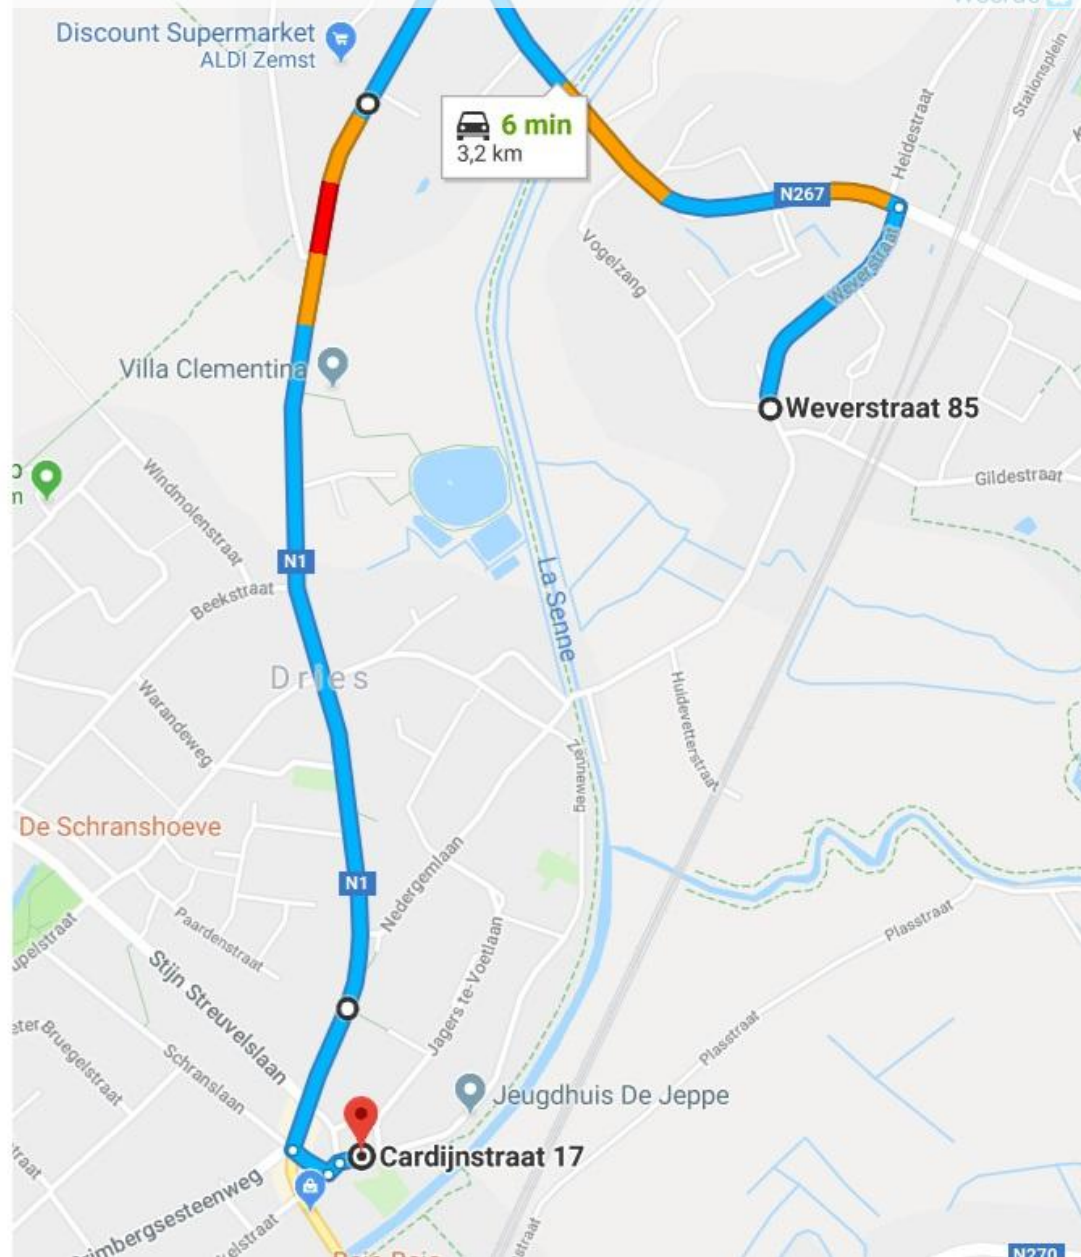 Discount Supermarket
ALDI Zemst
6 min
3,2 km
Heidestraat
Stationsplein
N267
Vogelzang
Weverstraat
Villa Clementina
Weverstraat 85
Gildestraat
Windmolenstraat
N1
Beekstraat
La Senne
Dries
Warandeweg
Huidevetterstraat
Zenneweg
De Schranshoeve
N1
Nedergemlaan
Paardenstraat
Plasstraat
Stijn Streuvelslaan
Jagers te-Voetlaan
Plasstraat
Bruegelstraat
Schranslaan
Jeugdhuis De Jeppe
Cardijnstraat 17
N270